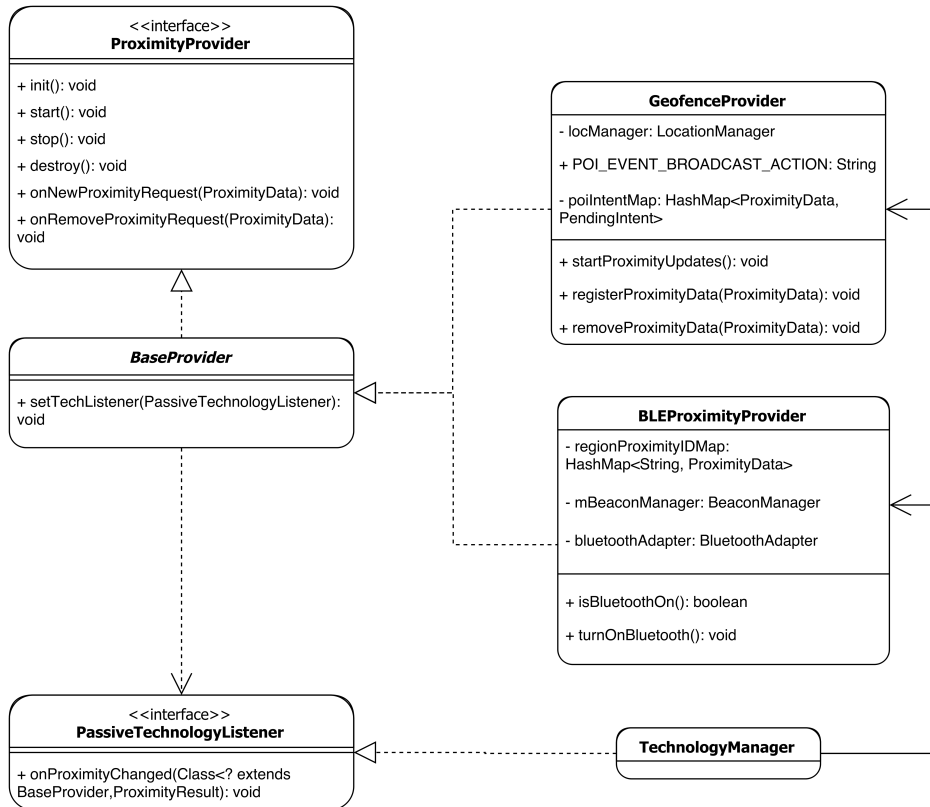 <<interface>>
ProximityProvider
+ init(): void
+ start(): void
+ stop(): void
+ destroy(): void
+ onNewProximityRequest(ProximityData): void
+ onRemoveProximityRequest(ProximityData):
void
BaseProvider
+ setTechListener(PassiveTechnologyListener):
void
<<interface>>
PassiveTechnologyListener
+ onProximityChanged(Class<? extends
BaseProvider,ProximityResult): void
GeofenceProvider
- locManager: LocationManager
+ POI_EVENT_BROADCAST_ACTION: String
- poiIntentMap: HashMap<ProximityData,
PendingIntent>
+ startProximityUpdates(): void
+ registerProximityData(ProximityData): void
+ removeProximityData(ProximityData): void
BLEProximityProvider
- regionProximityIDMap:
HashMap<String, ProximityData>
- mBeaconManager: BeaconManager
- bluetoothAdapter: BluetoothAdapter
+ isBluetoothOn(): boolean
+ turnOnBluetooth(): void
TechnologyManager